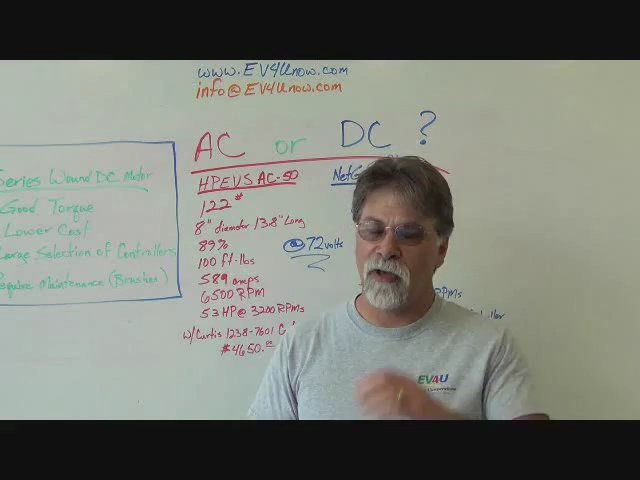 www.EV4Unow.com
info@EV4Unow.com
AC or DC ?
Series Wound DC Motor
Good Torque
Lower Cost
Large Selection of Controllers
Require Maintenance (Brushes)
HPEVS AC-50
122 #
8" diameter 13.8" Long
89%
100 ft-lbs
589 amps
6500 RPM
53 HP @ 3200 RPMs
w/Curtis 1238-7601
$4650.00
@ 72 volts
RPMs
EV4U